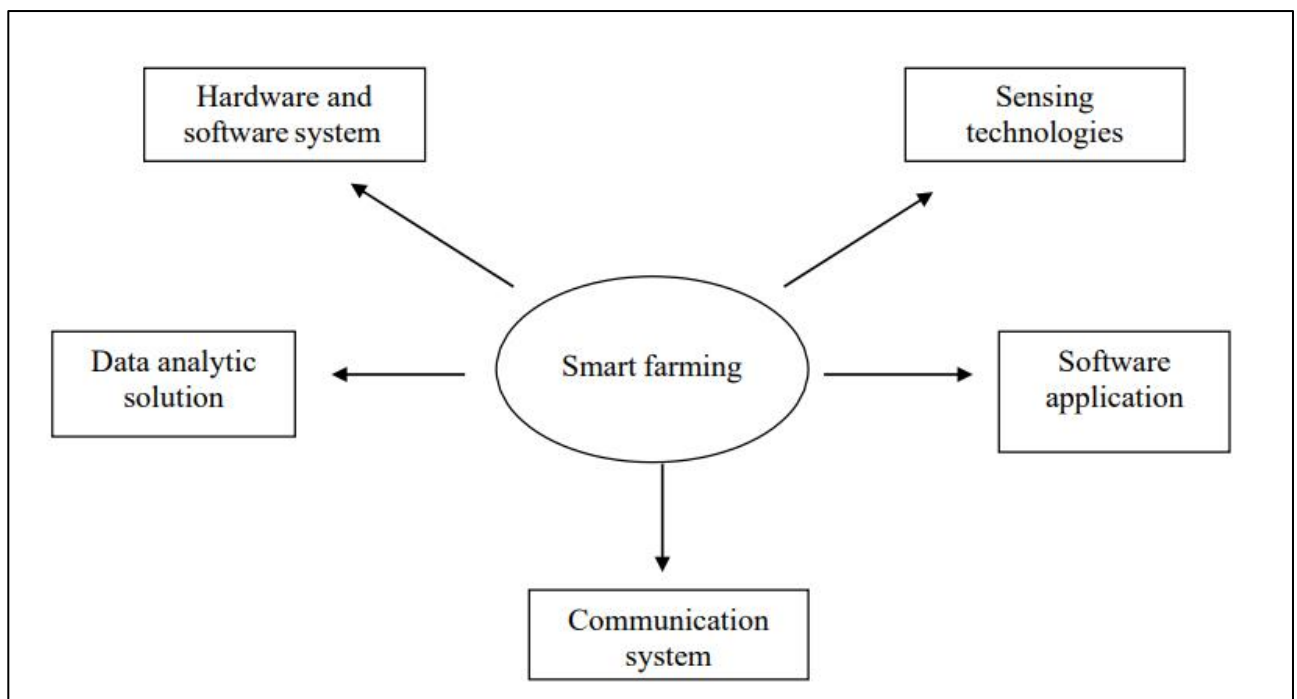 Hardware and
software system
Sensing
technologies
Data analytic
solution
Smart farming
Software
application
Communication
system